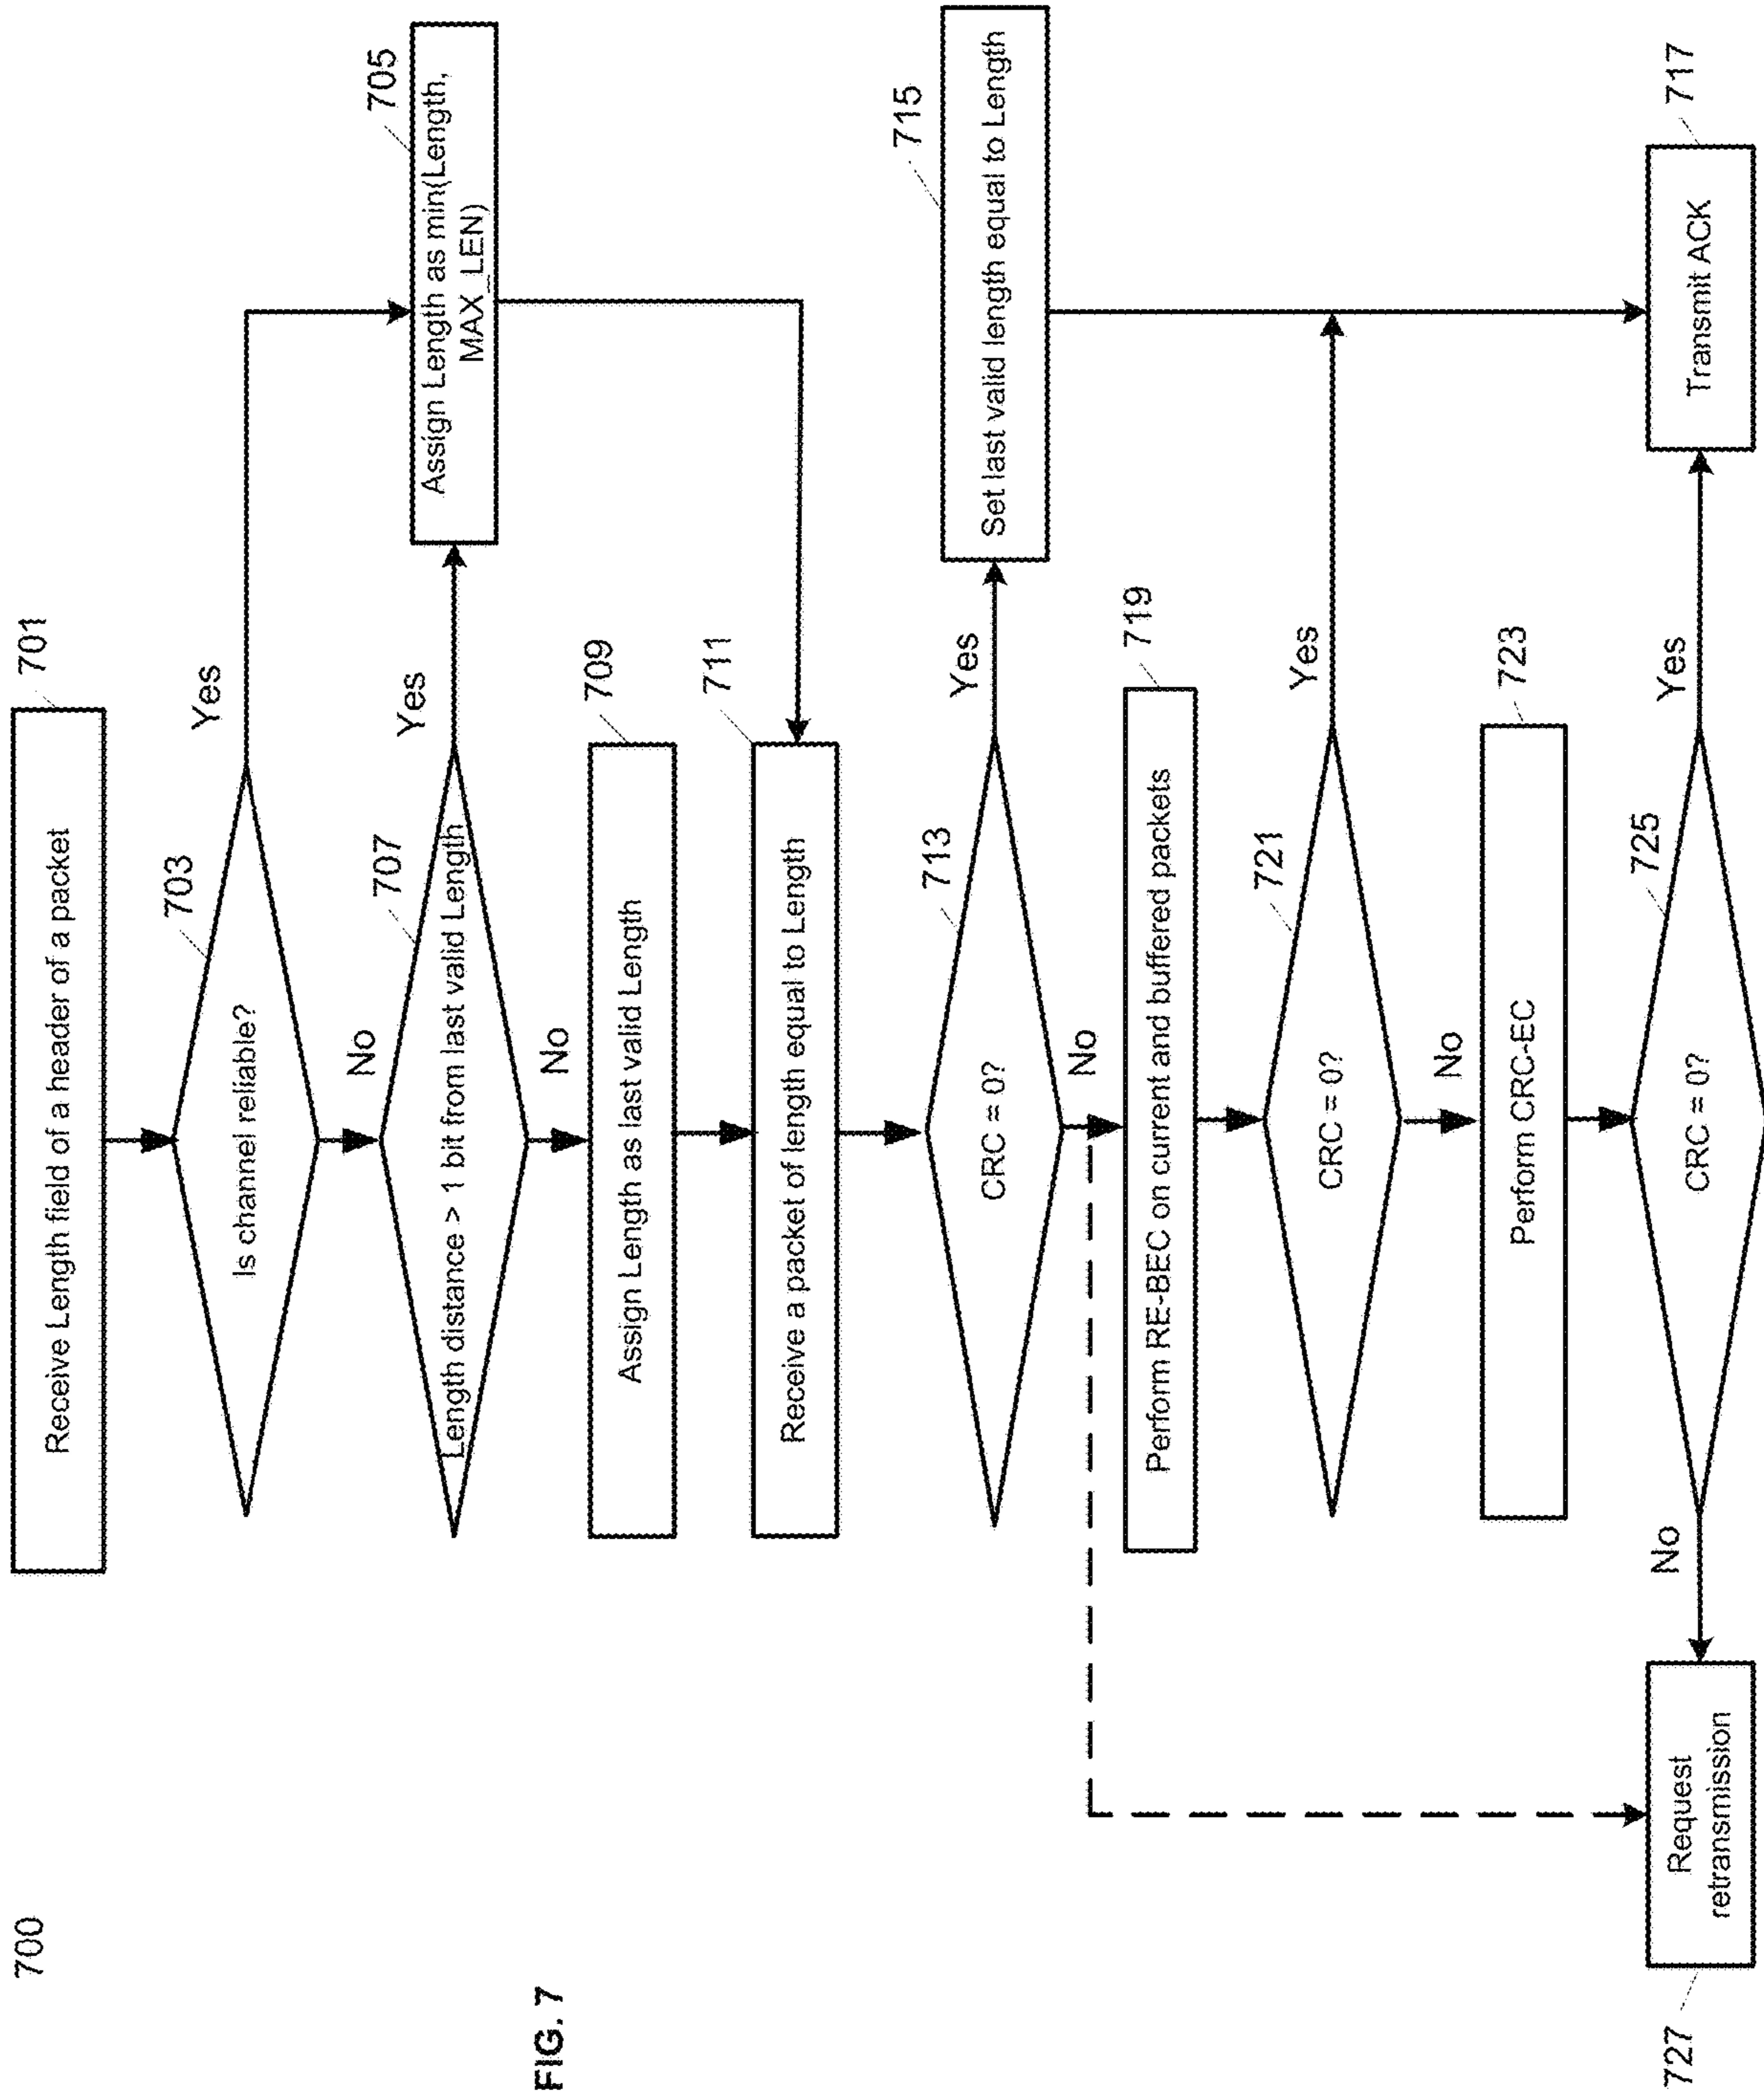 700
701
Receive Length field of a header of a packet
703
Is channel reliable?
Yes
No
705
Assign Length as min(Length,
MAX_LEN)
707
Length distance > 1 bit from last valid Length
Yes
No
709
Assign Length as last valid Length
711
Receive a packet of length equal to Length
713
CRC = 0?
Yes
No
715
Set last valid length equal to Length
719
Perform RE-BEC on current and buffered packets
721
CRC = 0?
Yes
No
723
Perform CRC-EC
725
CRC = 0?
Yes
No
717
Transmit ACK
727
Request
retransmission
FIG. 7